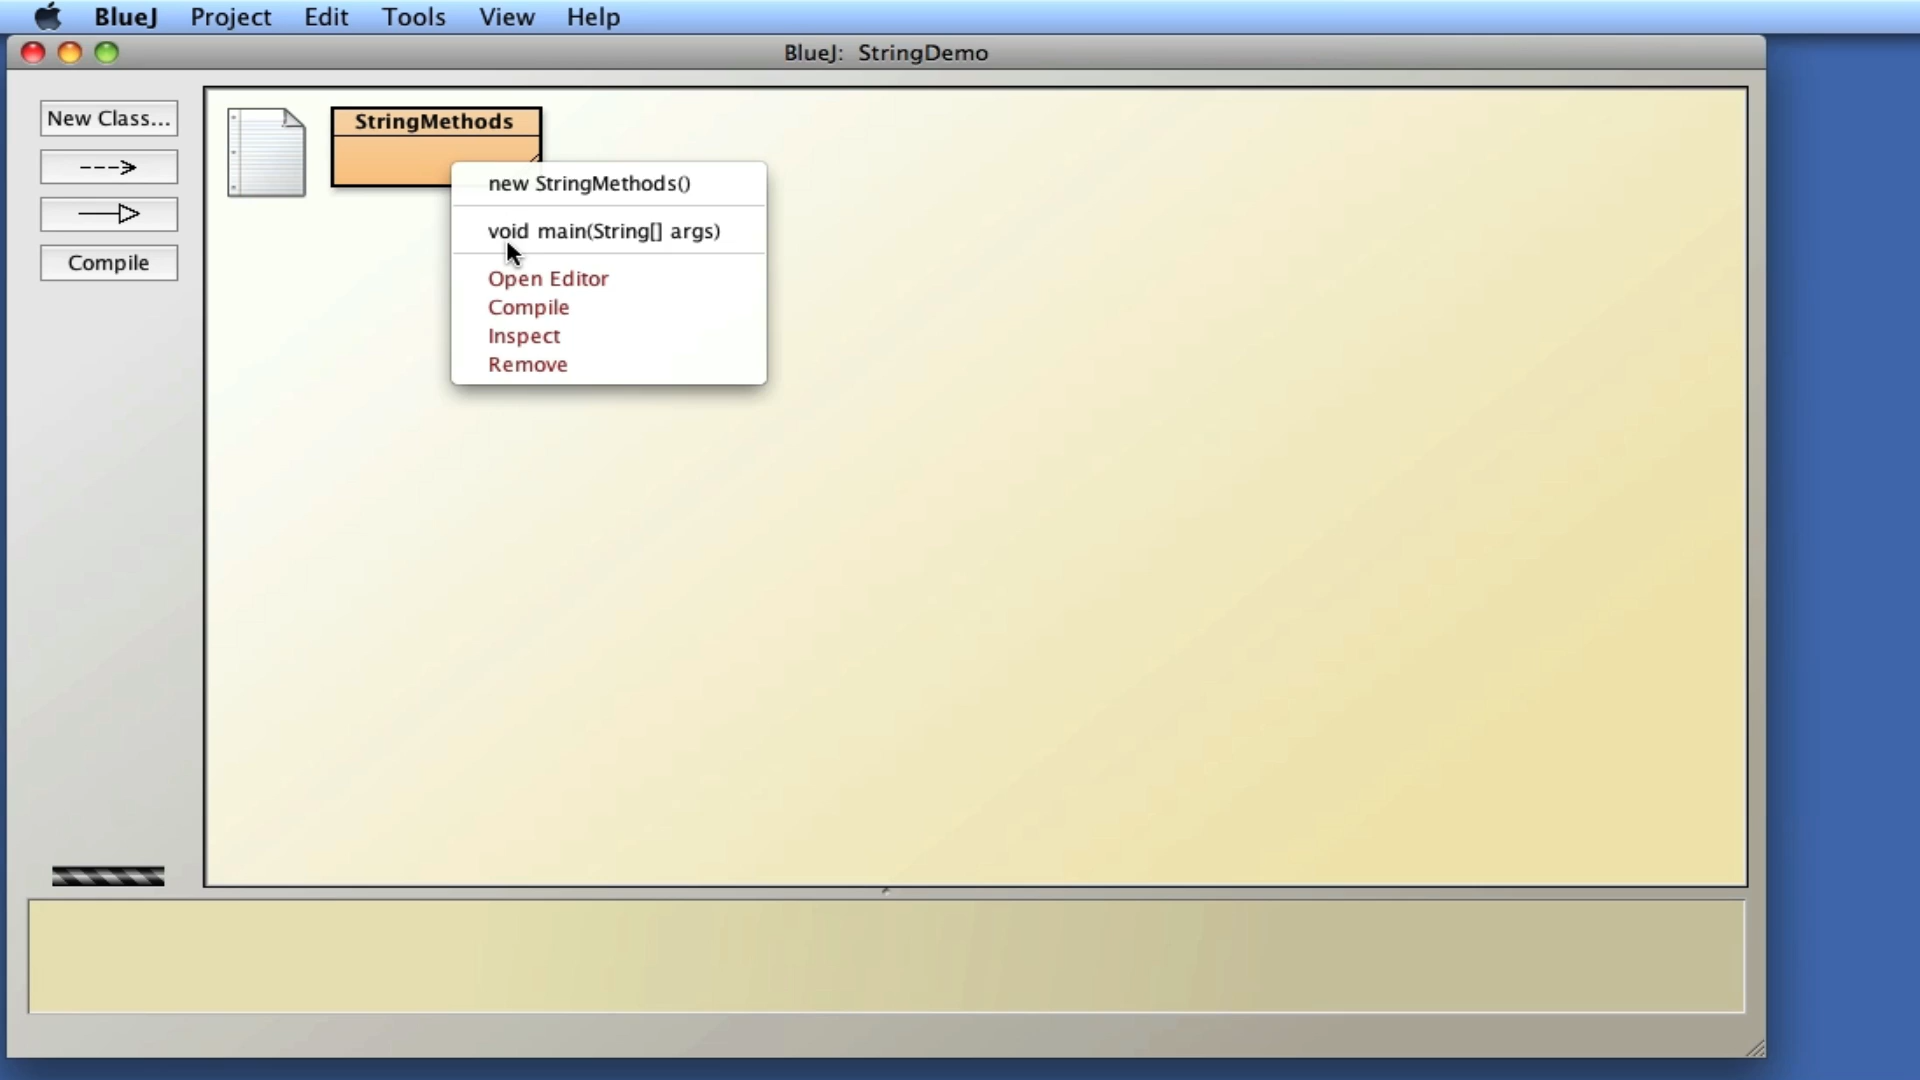 BlueJ Project Edit Tools View Help
BlueJ: StringDemo
New Class...
Compile
StringMethods
new StringMethods()
void main(String[] args)
Open Editor
Compile
Inspect
Remove